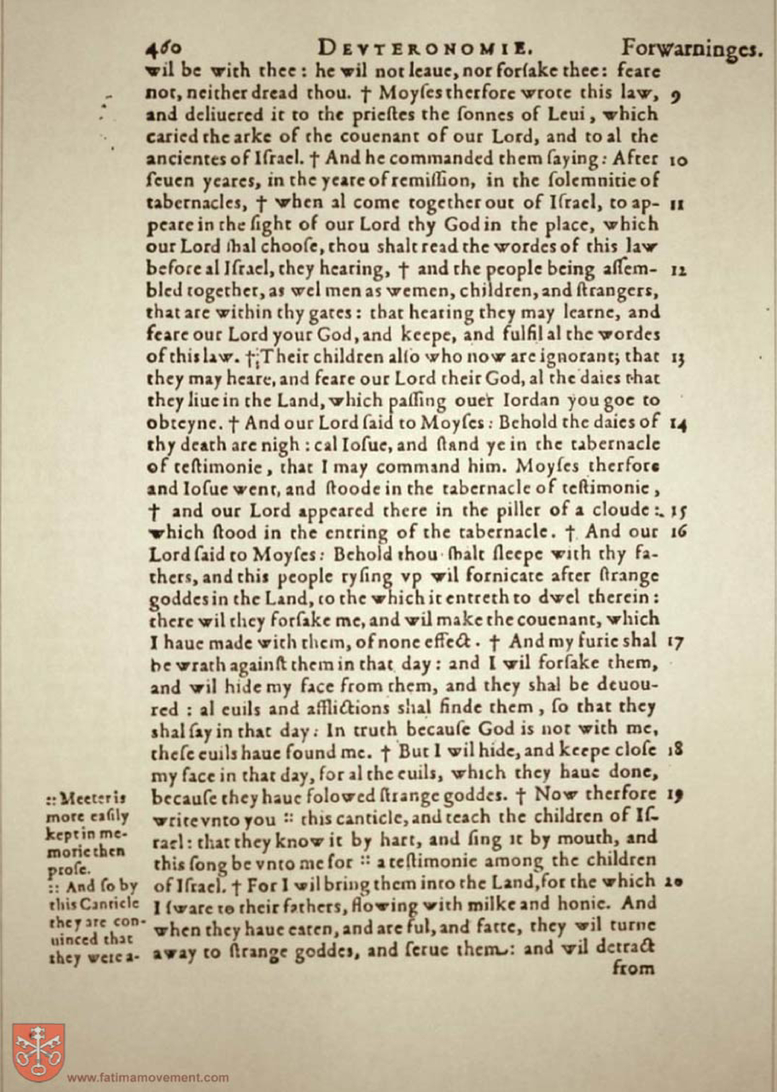 460 DEVTERONOMIE. Forwarninges.
wil be with thee: he wil not leaue, nor forſake thee: feare
not, neither dread thou. † Moyſes therfore wrote this law, 9
and deliuered it to the prieſtes the ſonnes of Leui, which
caried the arke of the couenant of our Lord, and to al the
ancientes of Iſrael. † And he commanded them ſaying: After 10
ſeuen yeares, in the yeare of remiſſion, in the ſolemnitie of
tabernacles, † when al come together out of Iſrael, to ap- 11
peare in the ſight of our Lord thy God in the place, which
our Lord ſhal chooſe, thou shalt read the wordes of this law
before al Iſrael, they hearing, † and the people being aſſem- 12
bled together, as wel men as wemen, children, and ſtrangers,
that are within thy gates: that hearing they may learne, and
feare our Lord your God, and keepe, and fulfil al the wordes
of this law. † Their children alſo who now are ignorant; that 13
they may heare, and feare our Lord their God, al the daies that
they liue in the Land, which paſſing ouer Iordan you goe to
obteyne. † And our Lord ſaid to Moyſes: Behold the daies of 14
thy death are nigh: cal Ioſue, and ſtand ye in the tabernacle
of teſtimonie, that I may command him. Moyſes therfore
and Ioſue went, and ſtoode in the tabernacle of teſtimonie,
† and our Lord appeared there in the piller of a cloude: 15
which ſtood in the entring of the tabernacle. † And our 16
Lord ſaid to Moyſes: Behold thou ſhalt ſleepe with thy fa-
thers, and this people ryſing vp wil fornicate after ſtrange
goddes in the Land, to the which it entreth to dwel therein:
there wil they forſake me, and wil make the couenant, which
I haue made with them, of none effect. † And my furie shal 17
be wrath againſt them in that day: and I wil forſake them,
and wil hide my face from them, and they shal be deuou-
red: al euils and afflictions shal finde them, ſo that they
shal ſay in that day: In truth becauſe God is not with me,
theſe euils haue found me. † But I wil hide, and keepe cloſe 18
my face in that day, for al the euils, which they haue done,
becauſe they haue folowed ſtrange goddes. † Now therfore 19
write vnto you :: this canticle, and teach the children of Iſ-
rael: that they know it by hart, and ſing it by mouth, and
this ſong be vnto me for :: a teſtimonie among the children
of Iſrael. † For I wil bring them into the Land, for the which 20
I ſware to their fathers, flowing with milke and honie. And
when they haue eaten, and are ful, and fatte, they wil turne
away to ſtrange goddes, and ſerue them: and wil detract
from
:: Meeter is
more eaſily
kept in me-
morie then
proſe.
:: And ſo by
this Canticle
they are con-
uinced that
they were a-
www.fatimamovement.com